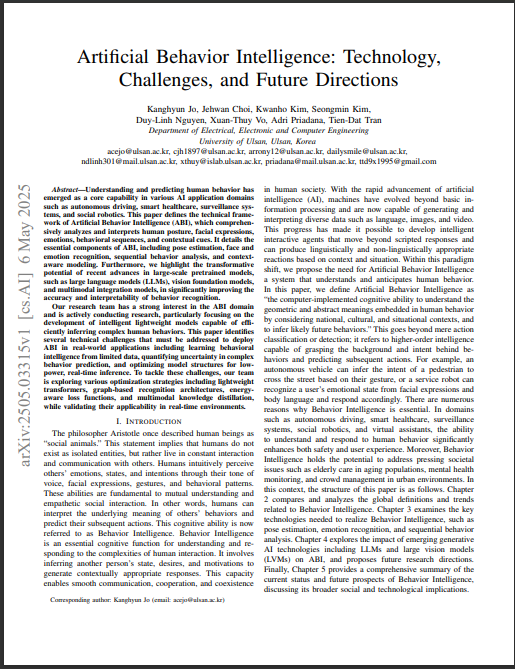 Artificial Behavior Intelligence: Technology,
Challenges, and Future Directions
Kanghyun Jo, Jehwan Choi, Kwanho Kim, Seongmin Kim,
Duy-Linh Nguyen, Xuan-Thuy Vo, Adri Priadana, Tien-Dat Tran
Department of Electrical, Electronic and Computer Engineering
University of Ulsan, Ulsan, Korea
acejo@ulsan.ac.kr, cjh1897@ulsan.ac.kr, arrony12@ulsan.ac.kr, dailysmile@ulsan.ac.kr,
ndlinh301@mail.ulsan.ac.kr, xthuy@islab.ulsan.ac.kr, priadana@mail.ulsan.ac.kr, ttd9x1995@gmail.com
arXiv:2505.03315v1 [cs.AI] 6 May 2025
Abstract—Understanding and predicting human behavior has
emerged as a core capability in various AI application domains
such as autonomous driving, smart healthcare, surveillance sys-
tems, and social robotics. This paper defines the technical frame-
work of Artificial Behavior Intelligence (ABI), which comprehen-
sively analyzes and interprets human posture, facial expressions,
emotions, behavioral sequences, and contextual cues. It details the
essential components of ABI, including pose estimation, face and
emotion recognition, sequential behavior analysis, and context-
aware modeling. Furthermore, we highlight the transformative
potential of recent advances in large-scale pretrained models,
such as large language models (LLMs), vision foundation models,
and multimodal integration models, in significantly improving the
accuracy and interpretability of behavior recognition.
Our research team has a strong interest in the ABI domain
and is actively conducting research, particularly focusing on the
development of intelligent lightweight models capable of effi-
ciently inferring complex human behaviors. This paper identifies
several technical challenges that must be addressed to deploy
ABI in real-world applications including learning behavioral
intelligence from limited data, quantifying uncertainty in complex
behavior prediction, and optimizing model structures for low-
power, real-time inference. To tackle these challenges, our team
is exploring various optimization strategies including lightweight
transformers, graph-based recognition architectures, energy-
aware loss functions, and multimodal knowledge distillation,
while validating their applicability in real-time environments.
I. INTRODUCTION
The philosopher Aristotle once described human beings as
“social animals.” This statement implies that humans do not
exist as isolated entities, but rather live in constant interaction
and communication with others. Humans intuitively perceive
others’ emotions, states, and intentions through their tone of
voice, facial expressions, gestures, and behavioral patterns.
These abilities are fundamental to mutual understanding and
empathetic social interaction. In other words, humans can
interpret the underlying meaning of others’ behaviors and
predict their subsequent actions. This cognitive ability is now
referred to as Behavior Intelligence. Behavior Intelligence
is an essential cognitive function for understanding and re-
sponding to the complexities of human interaction. It involves
inferring another person’s state, desires, and motivations to
generate contextually appropriate responses. This capacity
enables smooth communication, cooperation, and coexistence
Corresponding author: Kanghyun Jo (email: acejo@ulsan.ac.kr)
in human society. With the rapid advancement of artificial
intelligence (AI), machines have evolved beyond basic in-
formation processing and are now capable of generating and
interpreting diverse data such as language, images, and video.
This progress has made it possible to develop intelligent
interactive agents that move beyond scripted responses and
can produce linguistically and non-linguistically appropriate
reactions based on context and situation. Within this paradigm
shift, we propose the need for Artificial Behavior Intelligence
a system that understands and anticipates human behavior.
In this paper, we define Artificial Behavior Intelligence as
“the computer-implemented cognitive ability to understand the
geometric and abstract meanings embedded in human behavior
by considering national, cultural, and situational contexts, and
to infer likely future behaviors.” This goes beyond mere action
classification or detection; it refers to higher-order intelligence
capable of grasping the background and intent behind be-
haviors and predicting subsequent actions. For example, an
autonomous vehicle can infer the intent of a pedestrian to
cross the street based on their gesture, or a service robot can
recognize a user’s emotional state from facial expressions and
body language and respond accordingly. There are numerous
reasons why Behavior Intelligence is essential. In domains
such as autonomous driving, smart healthcare, surveillance
systems, social robotics, and virtual assistants, the ability
to understand and respond to human behavior significantly
enhances both safety and user experience. Moreover, Behavior
Intelligence holds the potential to address pressing societal
issues such as elderly care in aging populations, mental health
monitoring, and crowd management in urban environments. In
this context, the structure of this paper is as follows. Chapter
2 compares and analyzes the global definitions and trends
related to Behavior Intelligence. Chapter 3 examines the key
technologies needed to realize Behavior Intelligence, such as
pose estimation, emotion recognition, and sequential behavior
analysis. Chapter 4 explores the impact of emerging generative
AI technologies including LLMs and large vision models
(LVMs) on ABI, and proposes future research directions.
Finally, Chapter 5 provides a comprehensive summary of the
current status and future prospects of Behavior Intelligence,
discussing its broader social and technological implications.